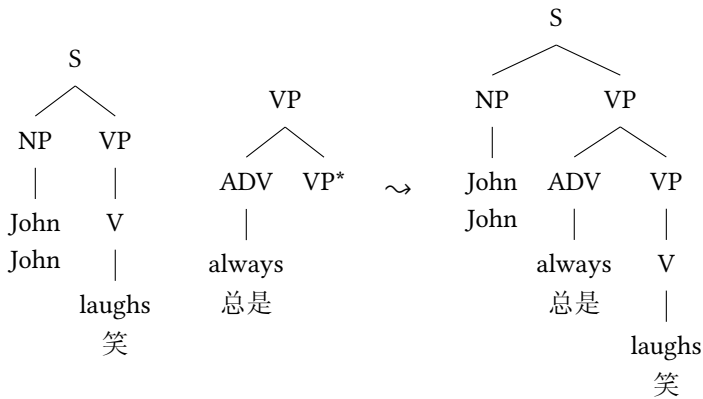 S
S
VP
NP VP
NP VP
ADV VP*
⤳
John
John
ADV VP
John V
John
always
总是
always V
总是
laughs
笑
laughs
笑